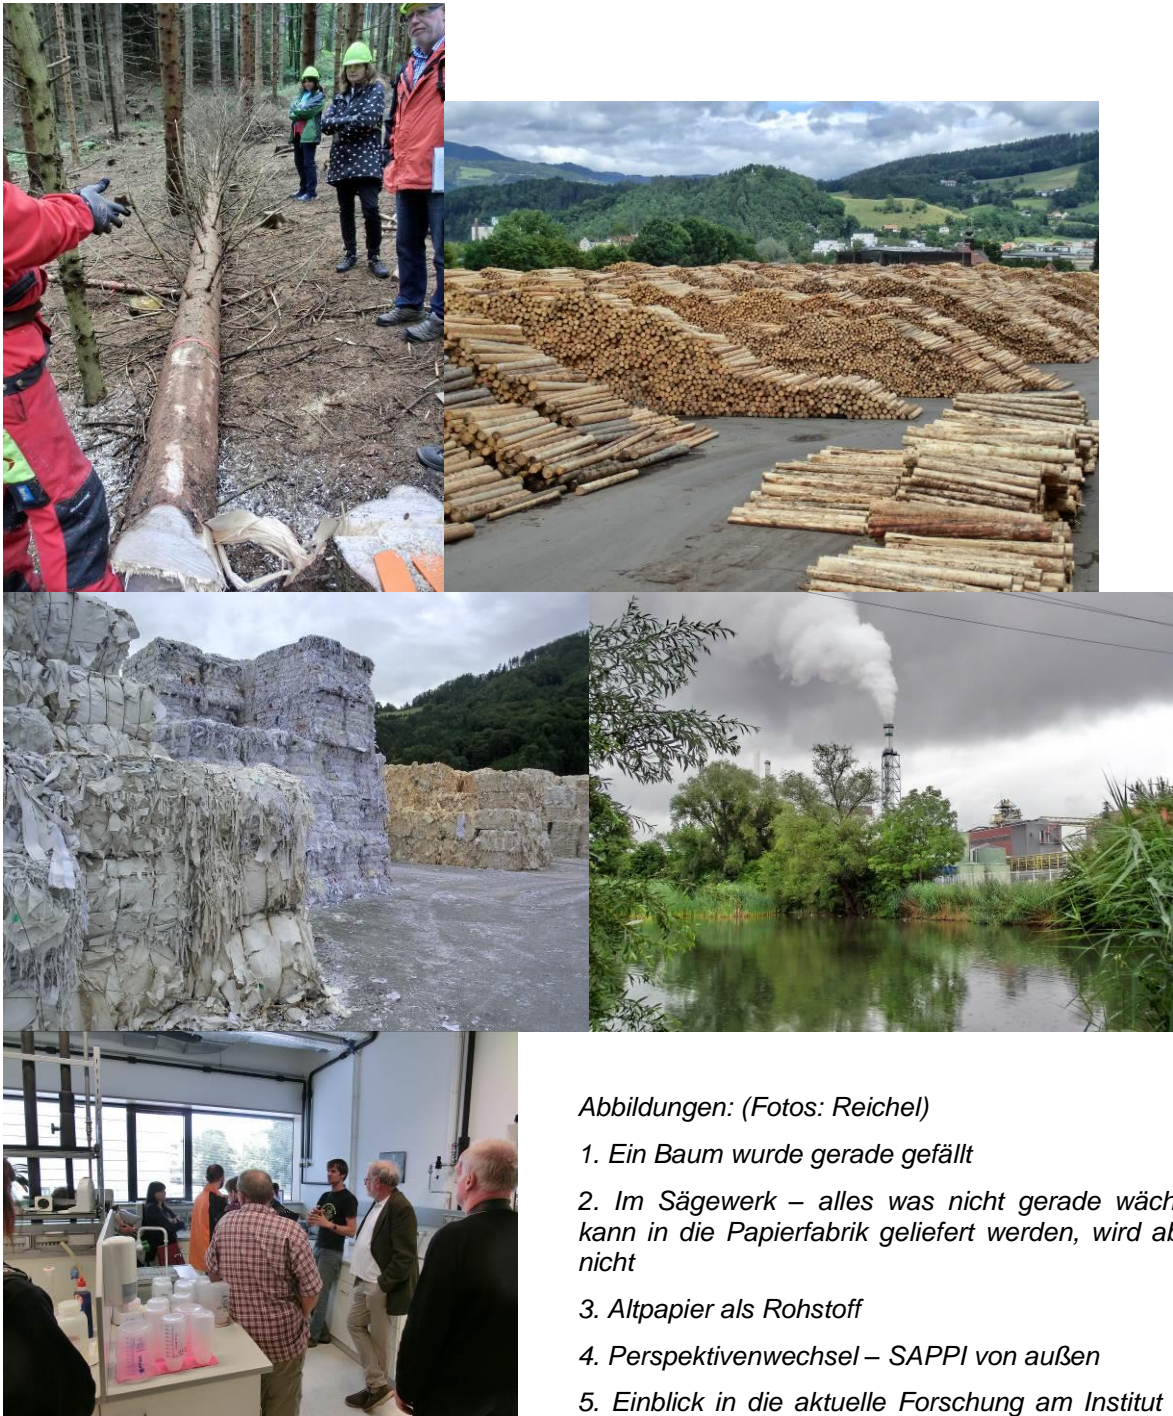 Abbildungen: (Fotos: Reichel)
1. Ein Baum wurde gerade gefällt
2. Im Sägewerk – alles was nicht gerade wäch
kann in die Papierfabrik geliefert werden, wird ab
nicht
3. Altpapier als Rohstoff
4. Perspektivenwechsel – SAPPI von außen
5. Einblick in die aktuelle Forschung am Institut